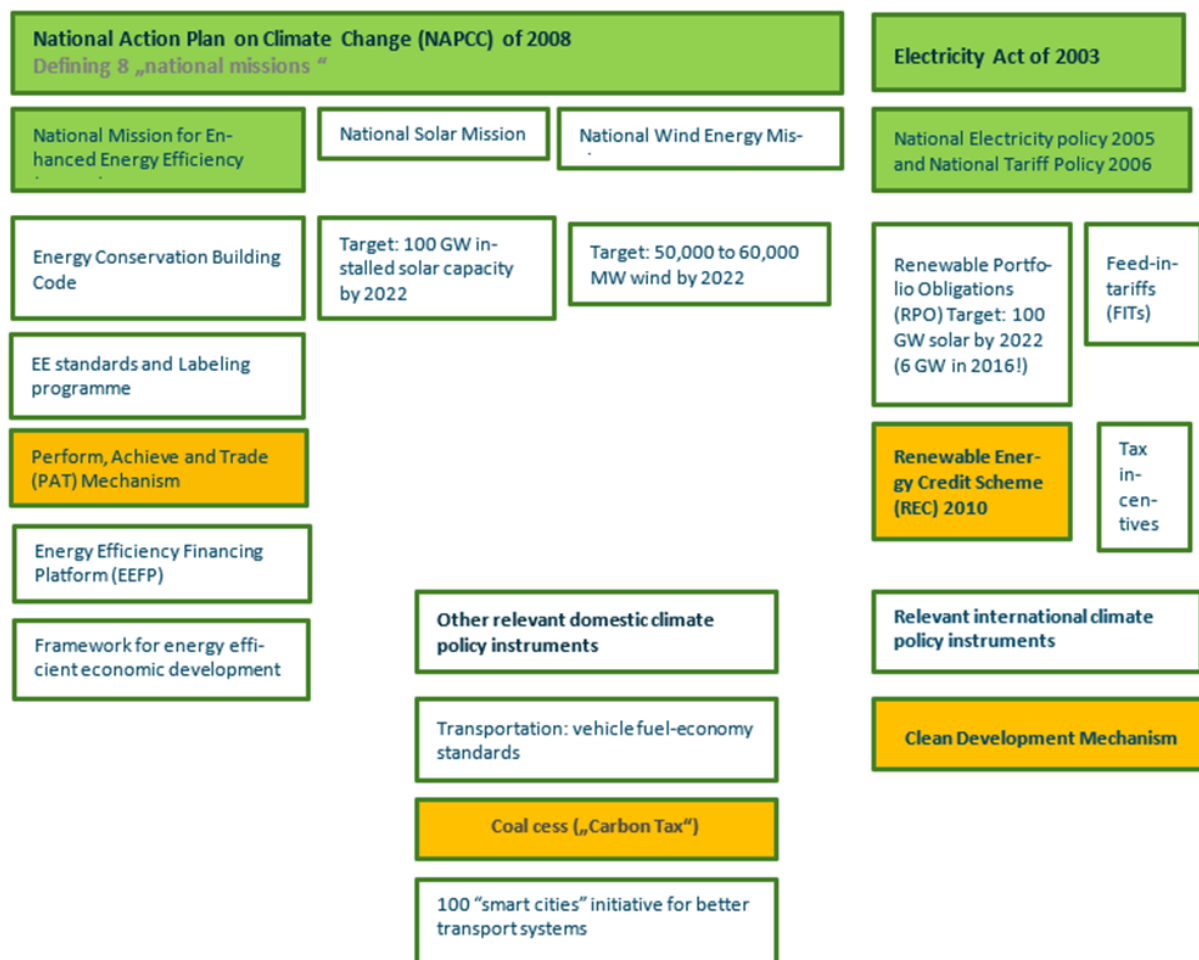 National Action Plan on Climate Change (NAPCC) of 2008
Defining 8 „national missions “
Electricity Act of 2003
National Mission for En-
hanced Energy Efficiency
National Solar Mission
National Wind Energy Mis-
National Electricity policy 2005
and National Tariff Policy 2006
Energy Conservation Building
Code
Target: 100 GW in-
stalled solar capacity
by 2022
Target: 50,000 to 60,000
MW wind by 2022
Renewable Portfo-
lio Obligations
(RPO) Target: 100
GW solar by 2022
(6 GW in 2016!)
Feed-in-
tariffs
(FITs)
EE standards and Labeling
programme
Perform, Achieve and Trade
(PAT) Mechanism
Renewable Ener-
gy Credit Scheme
(REC) 2010
Tax
in-
cen-
tives
Energy Efficiency Financing
Platform (EEFP)
Framework for energy effi-
cient economic development
Other relevant domestic climate
policy instruments
Relevant international climate
policy instruments
Transportation: vehicle fuel-economy
standards
Clean Development Mechanism
Coal cess („Carbon Tax“)
100 “smart cities” initiative for better
transport systems